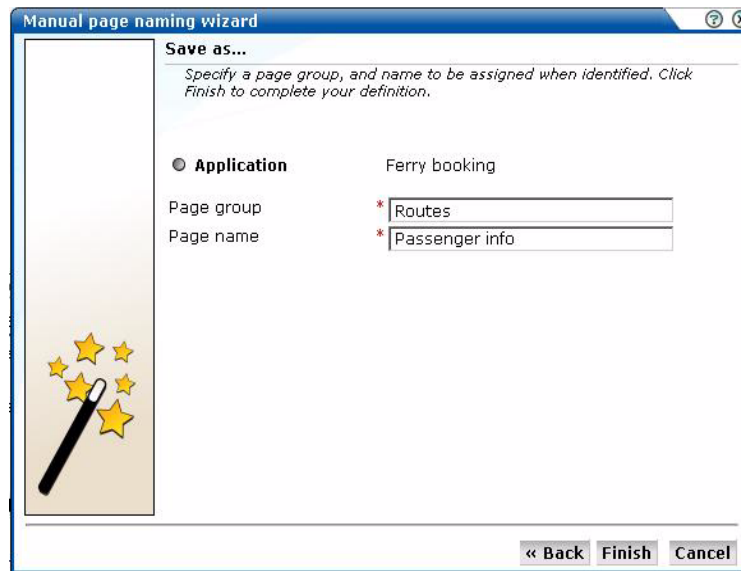 Manual page naming wizard
Save as...
Specify a page group, and name to be assigned when identified. Click
Finish to complete your definition.
Application Ferry booking
Page group * Routes
Page name * Passenger info
« Back Finish Cancel